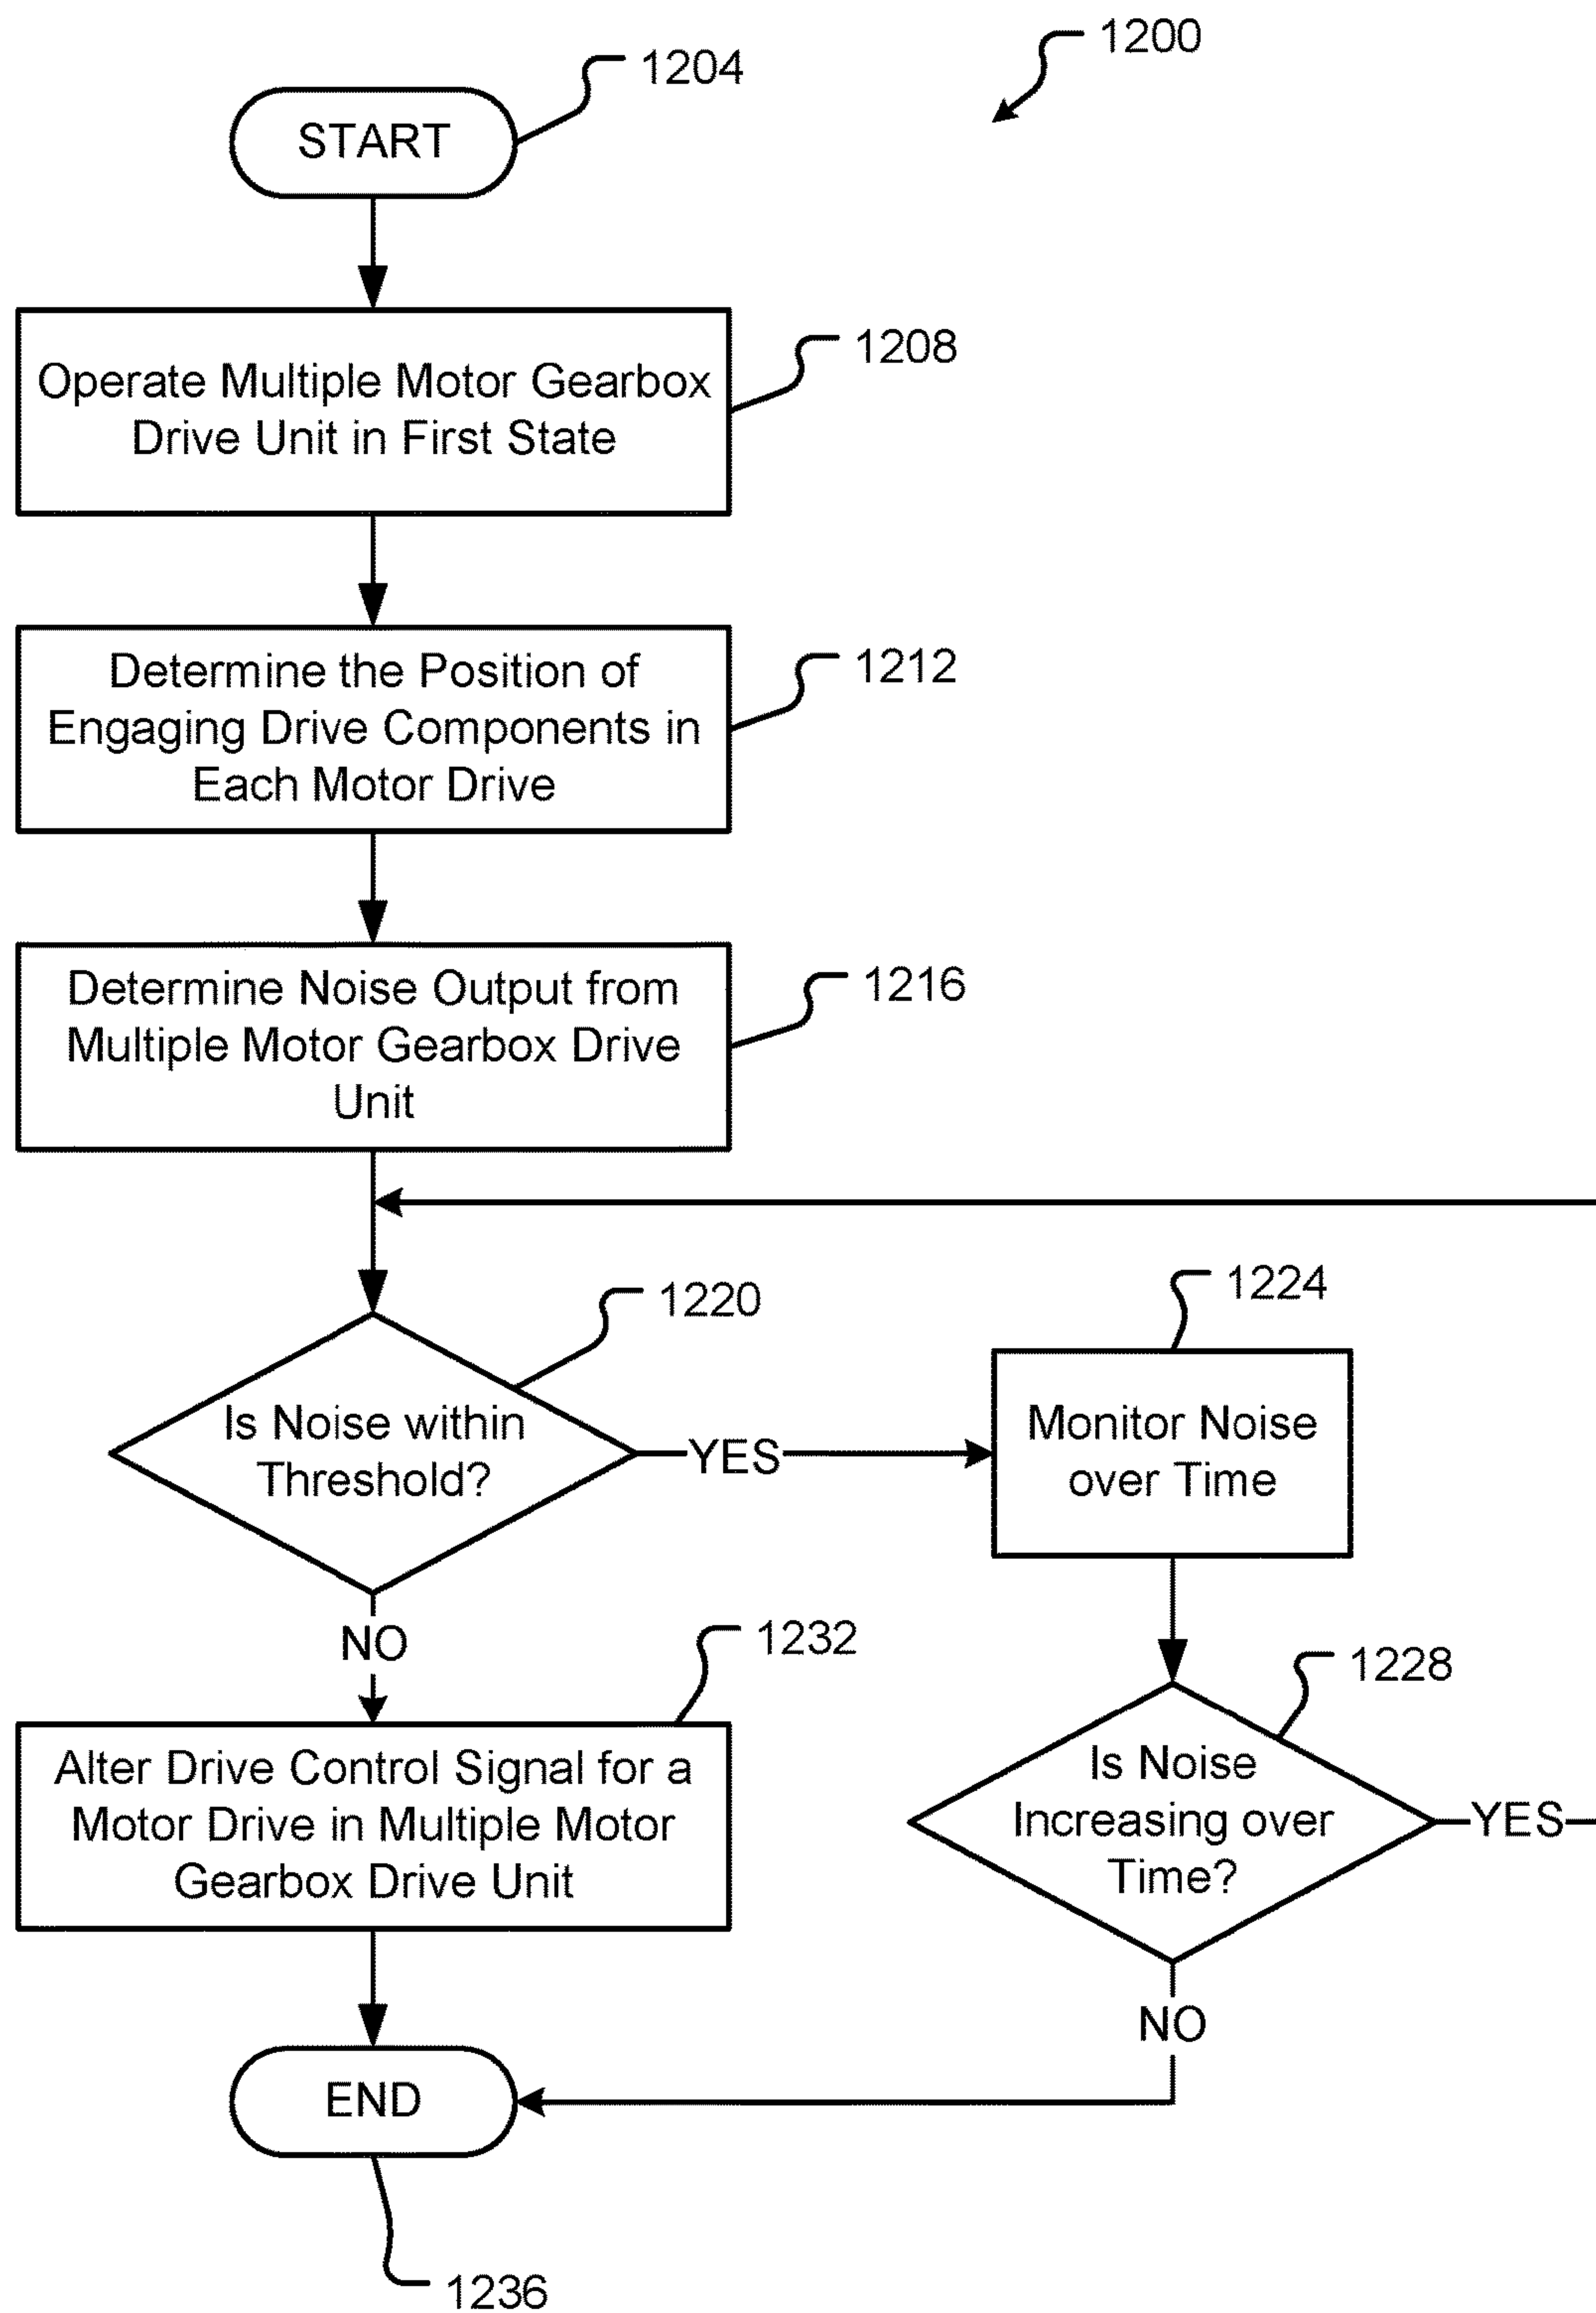 1200
1204
START
1208
Operate Multiple Motor Gearbox
Drive Unit in First State
1212
Determine the Position of
Engaging Drive Components in
Each Motor Drive
1216
Determine Noise Output from
Multiple Motor Gearbox Drive
Unit
1220
Is Noise within
Threshold?
YES
1224
Monitor Noise
over Time
NO
1228
Is Noise
Increasing over
Time?
YES
NO
1232
Alter Drive Control Signal for a
Motor Drive in Multiple Motor
Gearbox Drive Unit
END
1236